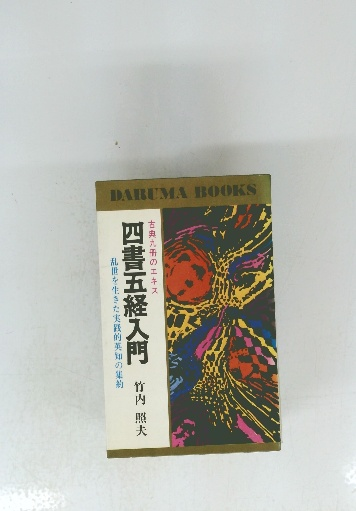 DARUMA BOOKS
古典九冊のエキス
四書五経入門
乱世を生きた実践的英知の集約
竹内照夫